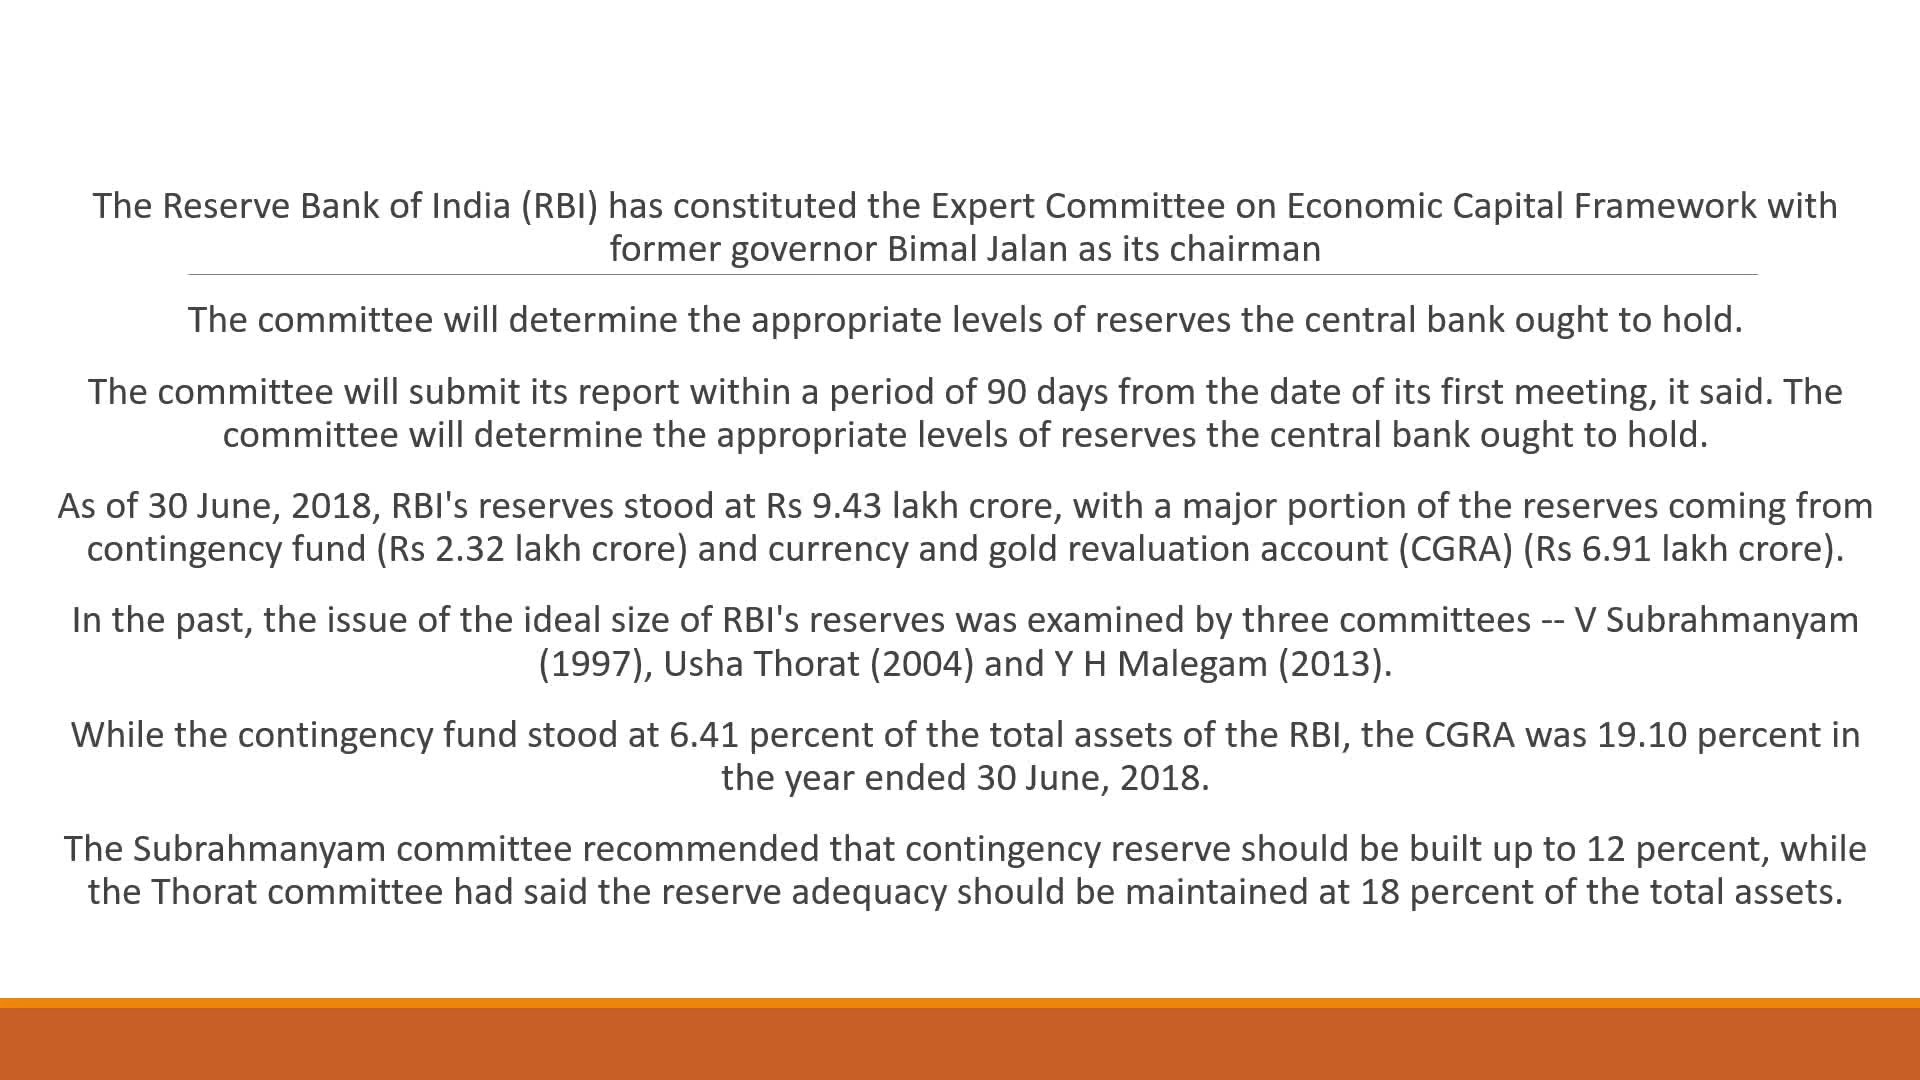 The Reserve Bank of India (RBI) has constituted the Expert Committee on Economic Capital Framework with
former governor Bimal Jalan as its chairman
The committee will determine the appropriate levels of reserves the central bank ought to hold.
The committee will submit its report within a period of 90 days from the date of its first meeting, it said. The
committee will determine the appropriate levels of reserves the central bank ought to hold.
As of 30 June, 2018, RBI's reserves stood at Rs 9.43 lakh crore, with a major portion of the reserves coming from
contingency fund (Rs 2.32 lakh crore) and currency and gold revaluation account (CGRA) (Rs 6.91 lakh crore).
In the past, the issue of the ideal size of RBI's reserves was examined by three committees -- V Subrahmanyam
(1997), Usha Thorat (2004) and Y H Malegam (2013).
While the contingency fund stood at 6.41 percent of the total assets of the RBI, the CGRA was 19.10 percent in
the year ended 30 June, 2018.
The Subrahmanyam committee recommended that contingency reserve should be built up to 12 percent, while
the Thorat committee had said the reserve adequacy should be maintained at 18 percent of the total assets.